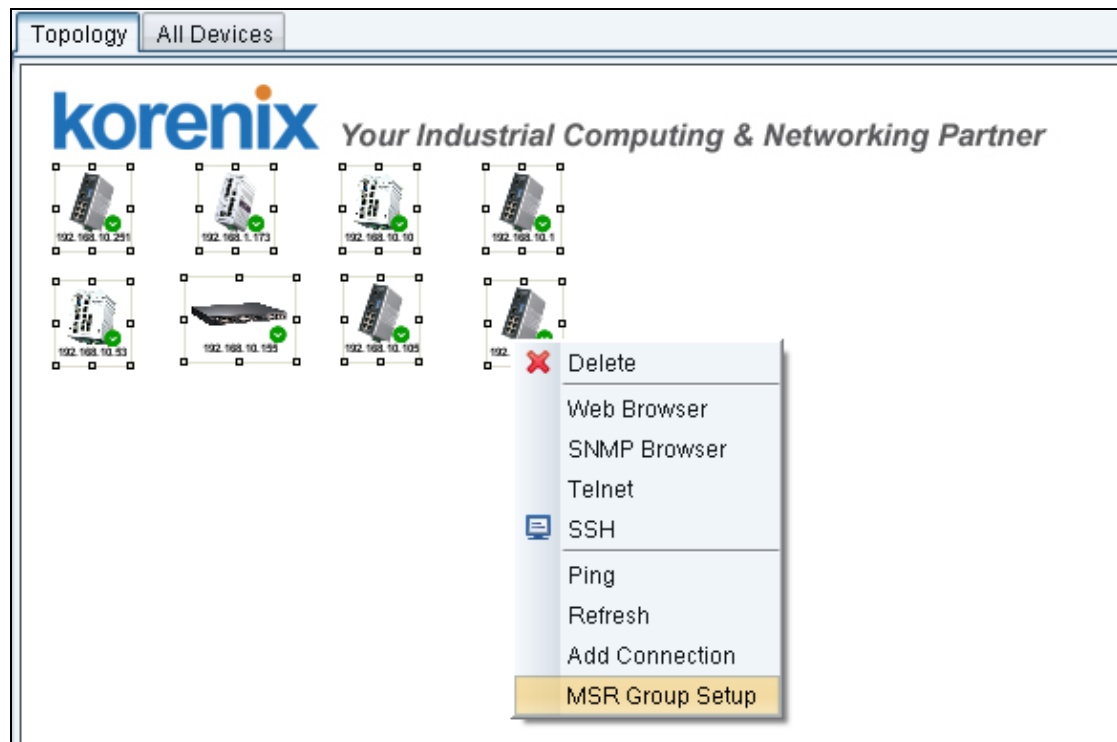 Topology All Devices
korenix Your Industrial Computing & Networking Partner
192.168.10.251 192.168.1.173 192.168.10.10 192.168.10.1
192.168.10.53 192.168.10.155 192.168.10.105 192.
Delete
Web Browser
SNMP Browser
Telnet
SSH
Ping
Refresh
Add Connection
MSR Group Setup